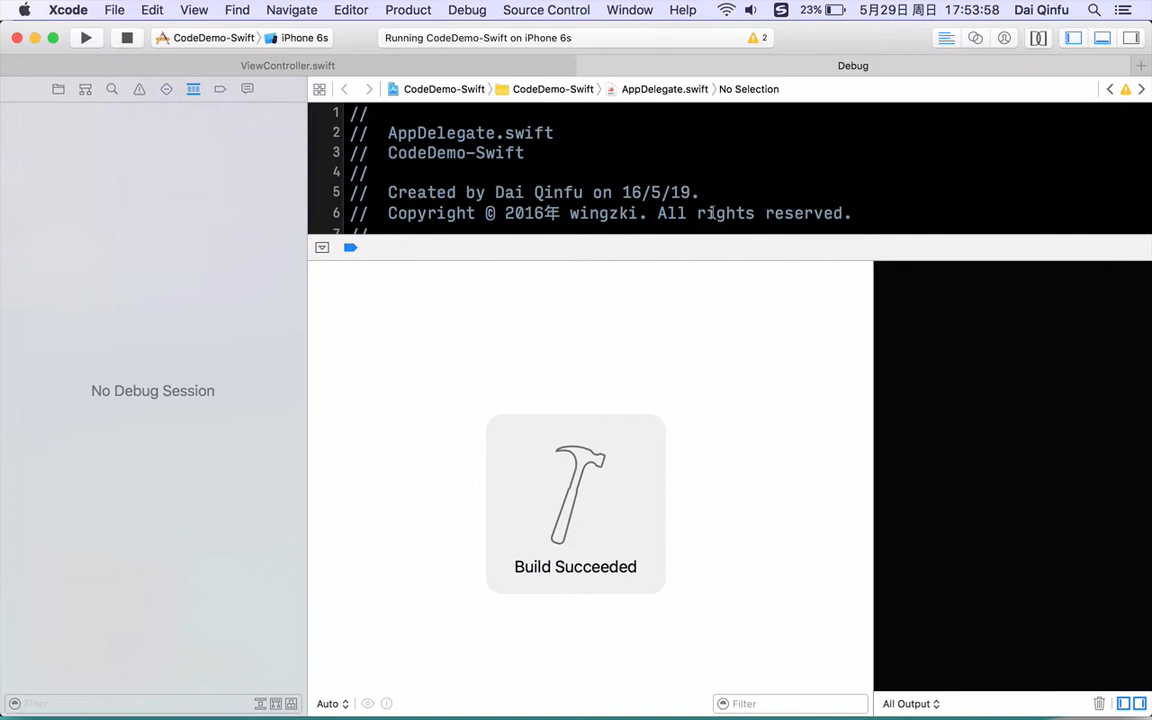 Xcode File Edit View Find Navigate Editor Product Debug Source Control Window Help 23% 5月29日 周日 17:53:58 Dai Qinfu
CodeDemo-Swift iPhone 6s Running CodeDemo-Swift on iPhone 6s 2
ViewController.swift Debug
CodeDemo-Swift CodeDemo-Swift AppDelegate.swift No Selection
1 //
2 // AppDelegate.swift
3 // CodeDemo-Swift
4 //
5 // Created by Dai Qinfu on 16/5/19.
6 // Copyright © 2016年 wingzki. All rights reserved.
7 //
No Debug Session
Build Succeeded
Filter Auto Filter All Output